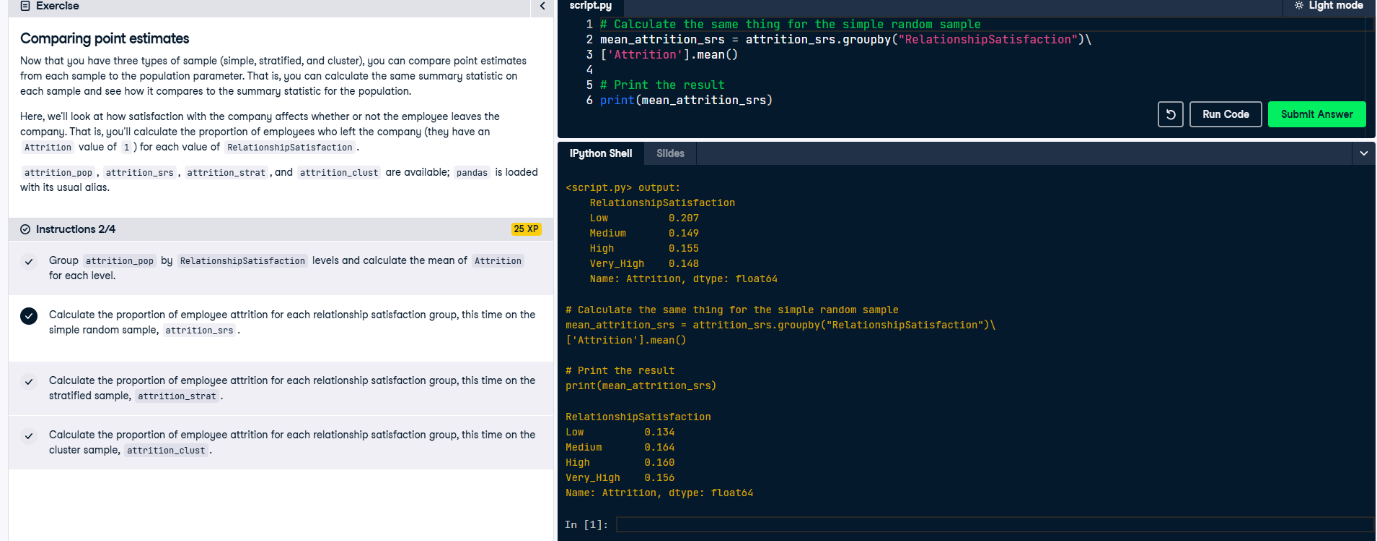 Exercise
Comparing point estimates
Now that you have three types of sample (simple, stratified, and cluster), you can compare point estimates
from each sample to the population parameter. That is, you can calculate the same summary statistic on
each sample and see how it compares to the summary statistic for the population.
Here, we'll look at how satisfaction with the company affects whether or not the employee leaves the
company. That is, you'll calculate the proportion of employees who left the company (they have an
Attrition value of 1 ) for each value of RelationshipSatisfaction .
attrition_pop , attrition_srs , attrition_strat , and attrition_clust are available; pandas is loaded
with its usual alias.
Instructions 2/4
25 XP
Group attrition_pop by RelationshipSatisfaction levels and calculate the mean of Attrition
for each level.
Calculate the proportion of employee attrition for each relationship satisfaction group, this time on the
simple random sample, attrition_srs .
Calculate the proportion of employee attrition for each relationship satisfaction group, this time on the
stratified sample, attrition_strat .
Calculate the proportion of employee attrition for each relationship satisfaction group, this time on the
cluster sample, attrition_clust .
script.py
Light mode
1 # Calculate the same thing for the simple random sample
2 mean_attrition_srs = attrition_srs.groupby("RelationshipSatisfaction")\
3 ['Attrition'].mean()
4
5 # Print the result
6 print(mean_attrition_srs)
Run Code
Submit Answer
IPython Shell
Slides
<script.py> output:
RelationshipSatisfaction
Low 0.207
Medium 0.149
High 0.155
Very_High 0.148
Name: Attrition, dtype: float64
# Calculate the same thing for the simple random sample
mean_attrition_srs = attrition_srs.groupby("RelationshipSatisfaction")\
['Attrition'].mean()
# Print the result
print(mean_attrition_srs)
RelationshipSatisfaction
Low 0.134
Medium 0.164
High 0.160
Very_High 0.156
Name: Attrition, dtype: float64
In [1]: